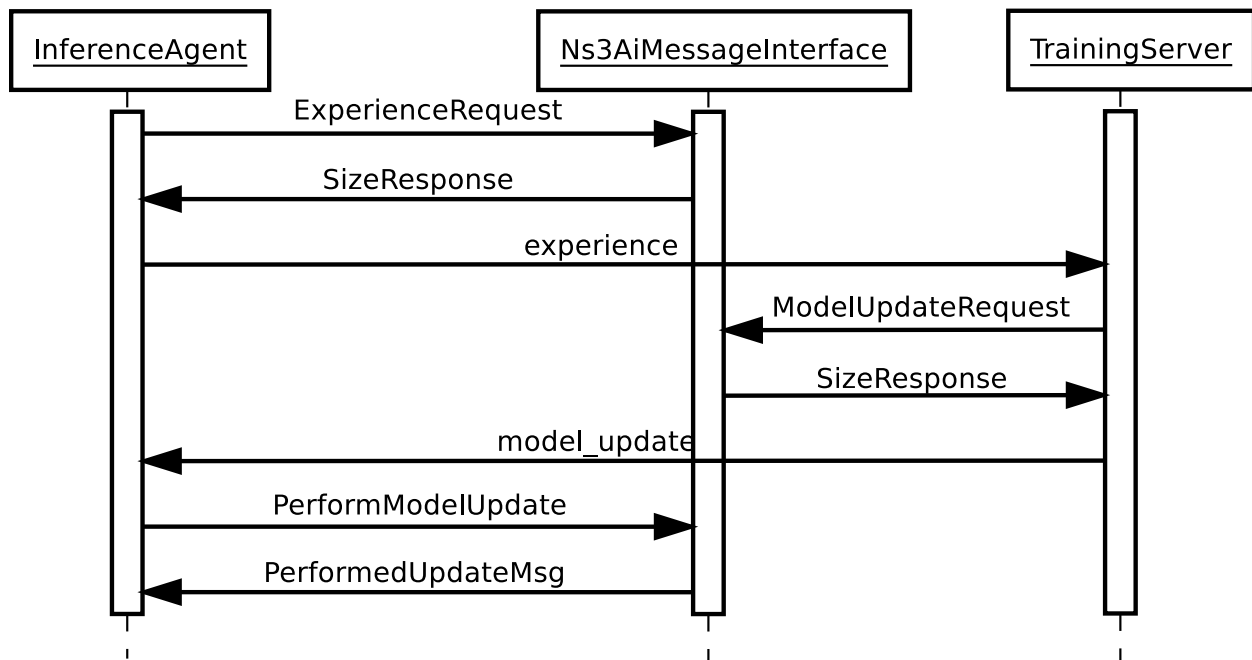 InferenceAgent
Ns3AiMessageInterface
TrainingServer
ExperienceRequest
SizeResponse
experience
ModelUpdateRequest
SizeResponse
model_update
PerformModelUpdate
PerformedUpdateMsg